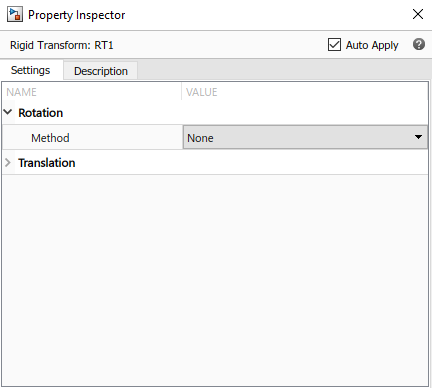 Property Inspector
Rigid Transform: RT1 Auto Apply ?
Settings Description
NAME VALUE
Rotation
Method None
Translation